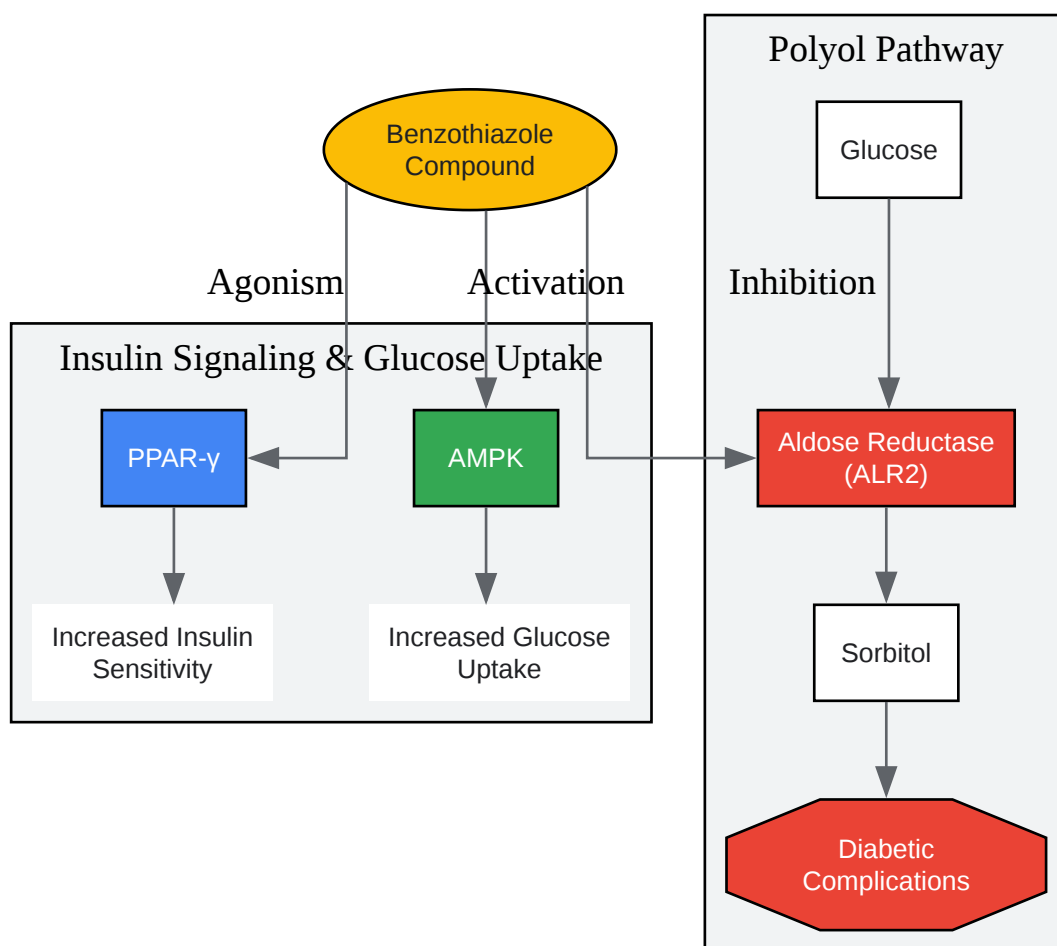 Polyol Pathway
Benzothiazole
Compound
Glucose
Agonism
Activation
Inhibition
Insulin Signaling & Glucose Uptake
PPAR-γ
AMPK
Aldose Reductase
(ALR2)
Increased Insulin
Sensitivity
Increased Glucose
Uptake
Sorbitol
Diabetic
Complications